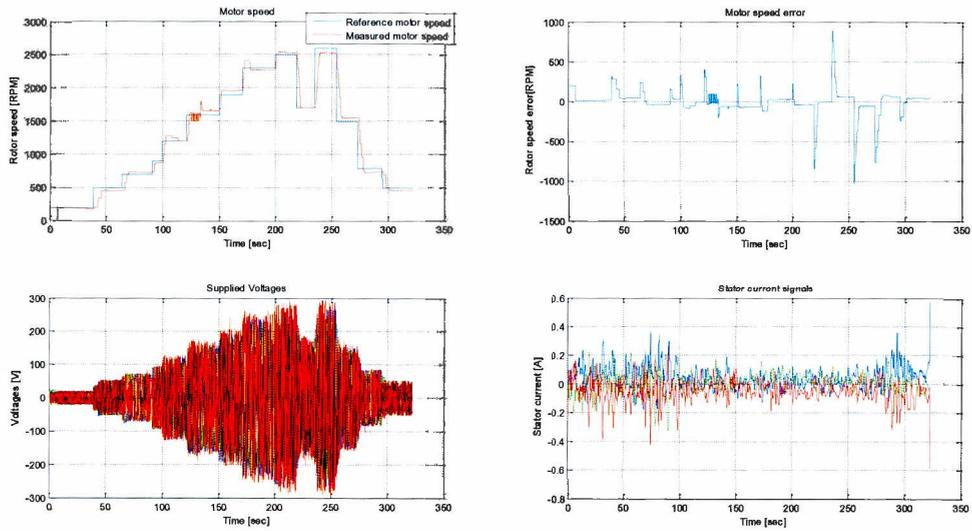 Motor speed
Reference motor speed
Measured motor speed
Rotor speed [RPM]
3000
2500
2000
1500
1000
500
0
0 50 100 150 200 250 300 350
Time [sec]
Motor speed error
Rotor speed error[RPM]
1000
500
0
-500
-1000
-1500
0 50 100 150 200 250 300 350
Time [sec]
Supplied Voltages
Voltages [V]
300
200
100
0
-100
-200
-300
0 50 100 150 200 250 300 350
Time [sec]
Stator current signals
Stator current [A]
0.6
0.4
0.2
0
-0.2
-0.4
-0.6
-0.8
0 50 100 150 200 250 300 350
Time [sec]